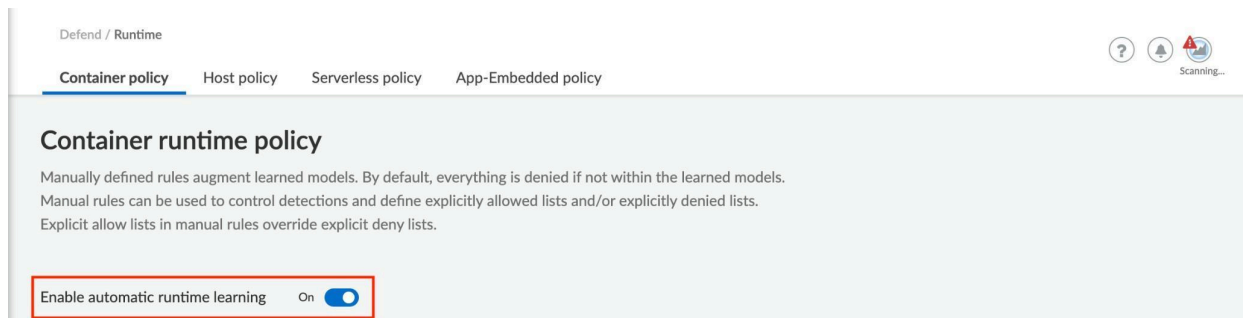 Defend / Runtime
Container policy Host policy Serverless policy App-Embedded policy
?
Scanning...
Container runtime policy
Manually defined rules augment learned models. By default, everything is denied if not within the learned models.
Manual rules can be used to control detections and define explicitly allowed lists and/or explicitly denied lists.
Explicit allow lists in manual rules override explicit deny lists.
Enable automatic runtime learning On